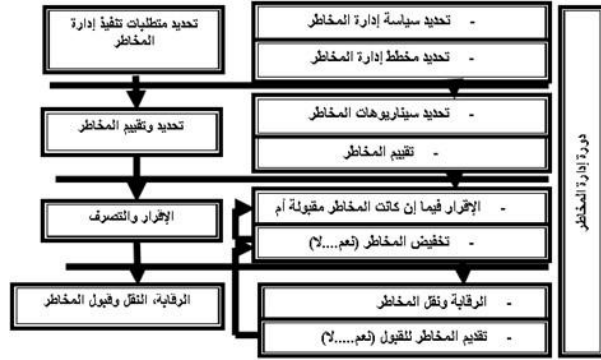 دورة إدارة المخاطر
- تحديد سياسة إدارة المخاطر
- تحديد مخطط إدارة المخاطر
تحديد متطلبات تنفيذ إدارة
المخاطر
- تحديد سيناريوهات المخاطر
- تقييم المخاطر
تحديد وتقييم المخاطر
- الإقرار فيما إن كانت المخاطر مقبولة أم
- تخفيض المخاطر (نعم....لا)
الإقرار والتصرف
- الرقابة ونقل المخاطر
- تقديم المخاطر للقبول (نعم.....لا)
الرقابة، النقل وقبول المخاطر